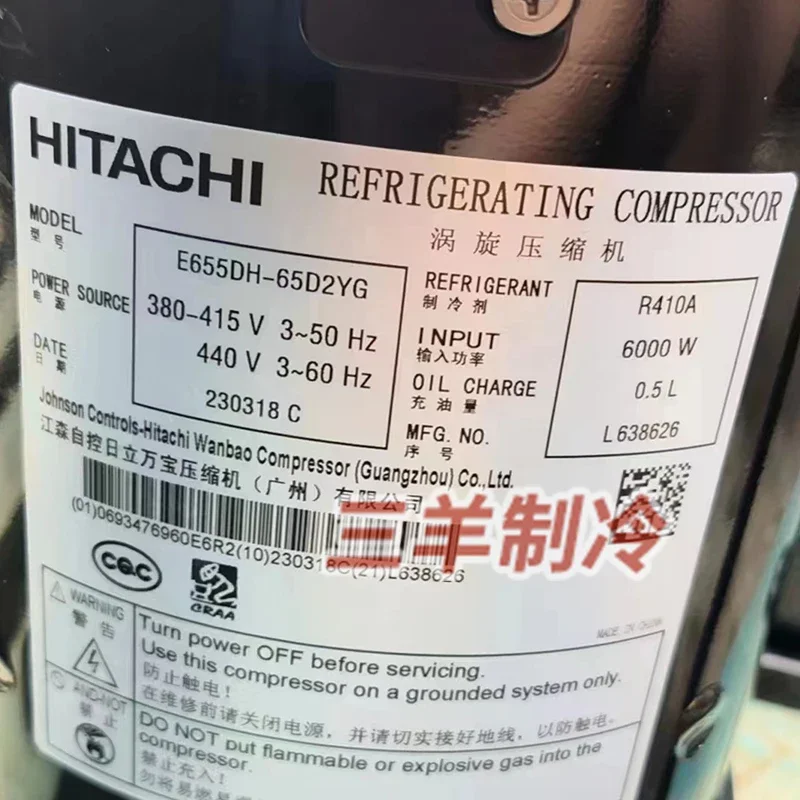 HITACHI REFRIGERATING COMPRESSOR
涡旋压缩机
MODEL
型号
E655DH-65D2YG
POWER SOURCE
电源
380-415 V 3~50 Hz
440 V 3~60 Hz
DATE
日期
230318 C
REFRIGERANT
制冷剂
R410A
INPUT
输入功率
6000 W
OIL CHARGE
充油量
0.5 L
MFG. NO.
序号
L638626
Johnson Controls-Hitachi Wanbao Compressor (Guangzhou) Co., Ltd.
江森自控日立万宝压缩机（广州）有限公司
三羊制冷
(01)0693476960E6R2(10)230318C(21)L638626
CQC
CRAA
MADE IN CHINA
WARNING
警告
Turn power OFF before servicing.
Use this compressor on a grounded system only.
防止触电！
在维修前请关闭电源，并请切实接好地线，以防触电。
AND-NOT
禁止
DO NOT put flammable or explosive gas into the
compressor.
禁止充入！
勿将易燃易